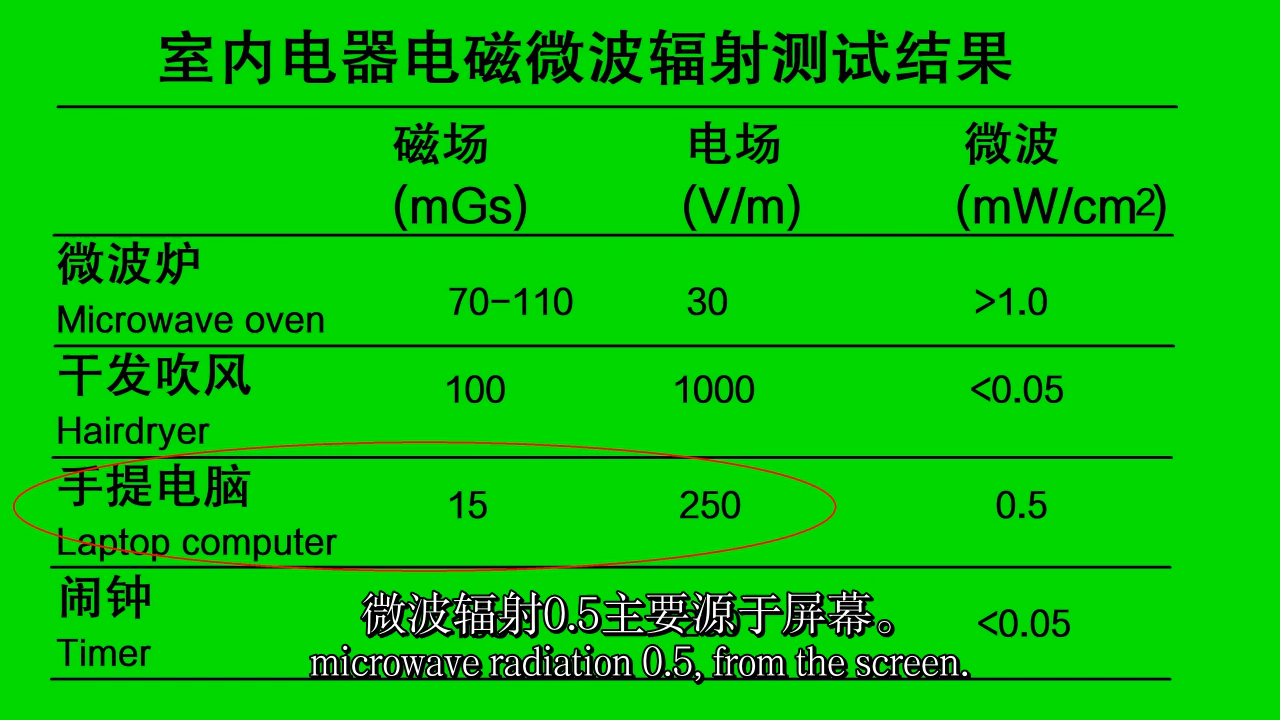 室内电器电磁微波辐射测试结果
磁场 电场 微波
(mGs) (V/m) (mW/cm2)
微波炉
Microwave oven 70-110 30 >1.0
干发吹风
Hairdryer 100 1000 <0.05
手提电脑
Laptop computer 15 250 0.5
闹钟
Timer <0.05
微波辐射0.5主要源于屏幕。
microwave radiation 0.5, from the screen.